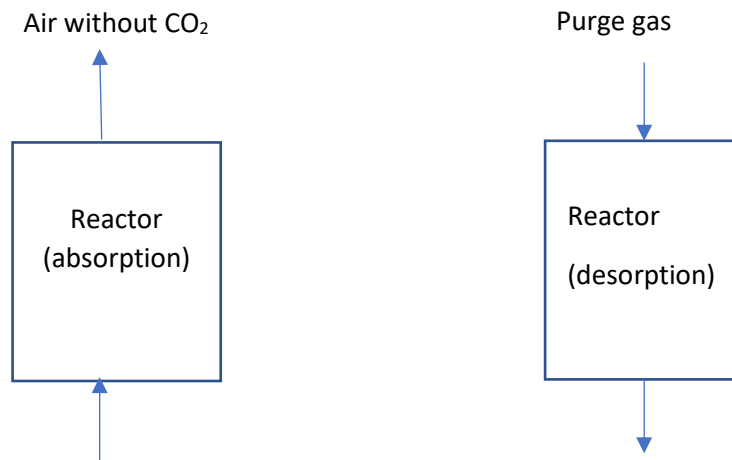 Air without CO₂
Purge gas
Reactor
(absorption)
Reactor
(desorption)